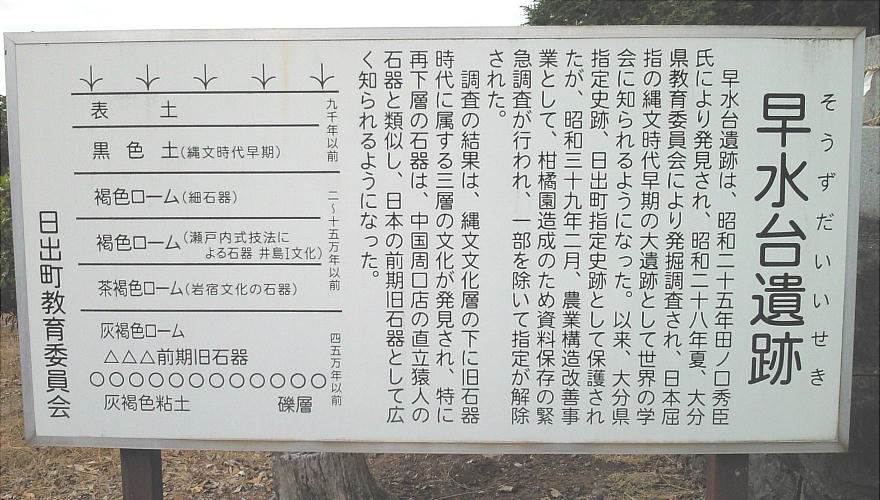 そうずだいいせき
早水台遺跡
早水台遺跡は、昭和二十五年田ノ口秀臣
氏により発見され、昭和二十八年夏、大分
県教育委員会により発掘調査され、日本屈
指の縄文時代早期の大遺跡として世界の学
会に知られるようになった。以来、大分県
指定史跡、日出町指定史跡として保護され
たが、昭和三十九年二月、農業構造改善事
業として、柑橘園造成のため資料保存の緊
急調査が行われ、一部を除いて指定が解除
された。
調査の結果は、縄文文化層の下に旧石器
時代に属する三層の文化が発見され、特に
再下層の石器は、中国周口店の直立猿人の
石器と類似し、日本の前期旧石器として広
く知られるようになった。
表土
九千年以前
黒色土(縄文時代早期)
褐色ローム(細石器)
二〜十五万年以前
褐色ローム(瀬戸内式技法に
よる石器 井島I文化)
茶褐色ローム(岩宿文化の石器)
灰褐色ローム
四五万年以前
△△△前期旧石器
○○○○○○○○○○○○○
灰褐色粘土 礫層
日出町教育委員会